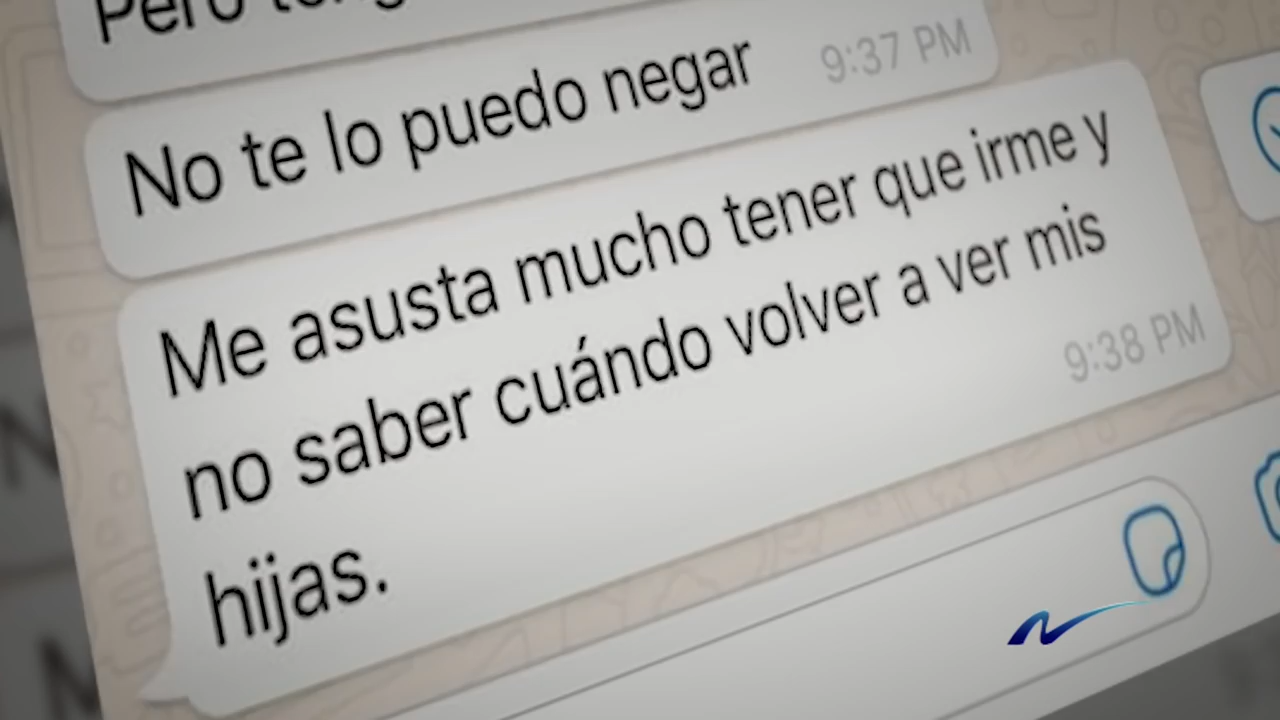 Pero
No te lo puedo negar
9:37 PM
Me asusta mucho tener que irme y
no saber cuándo volver a ver mis
hijas.
9:38 PM